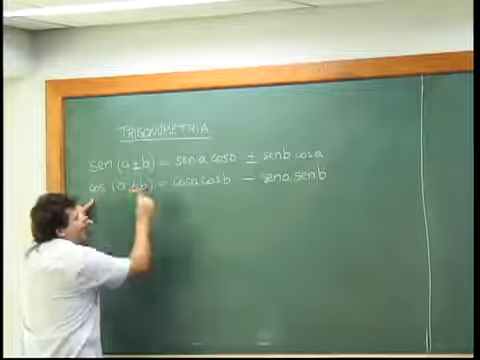 TRIGONOMETRIA
sen (a ± b) = sen a cos b ± sen b cos a
cos (a ± b) = cos a cos b − sen a sen b